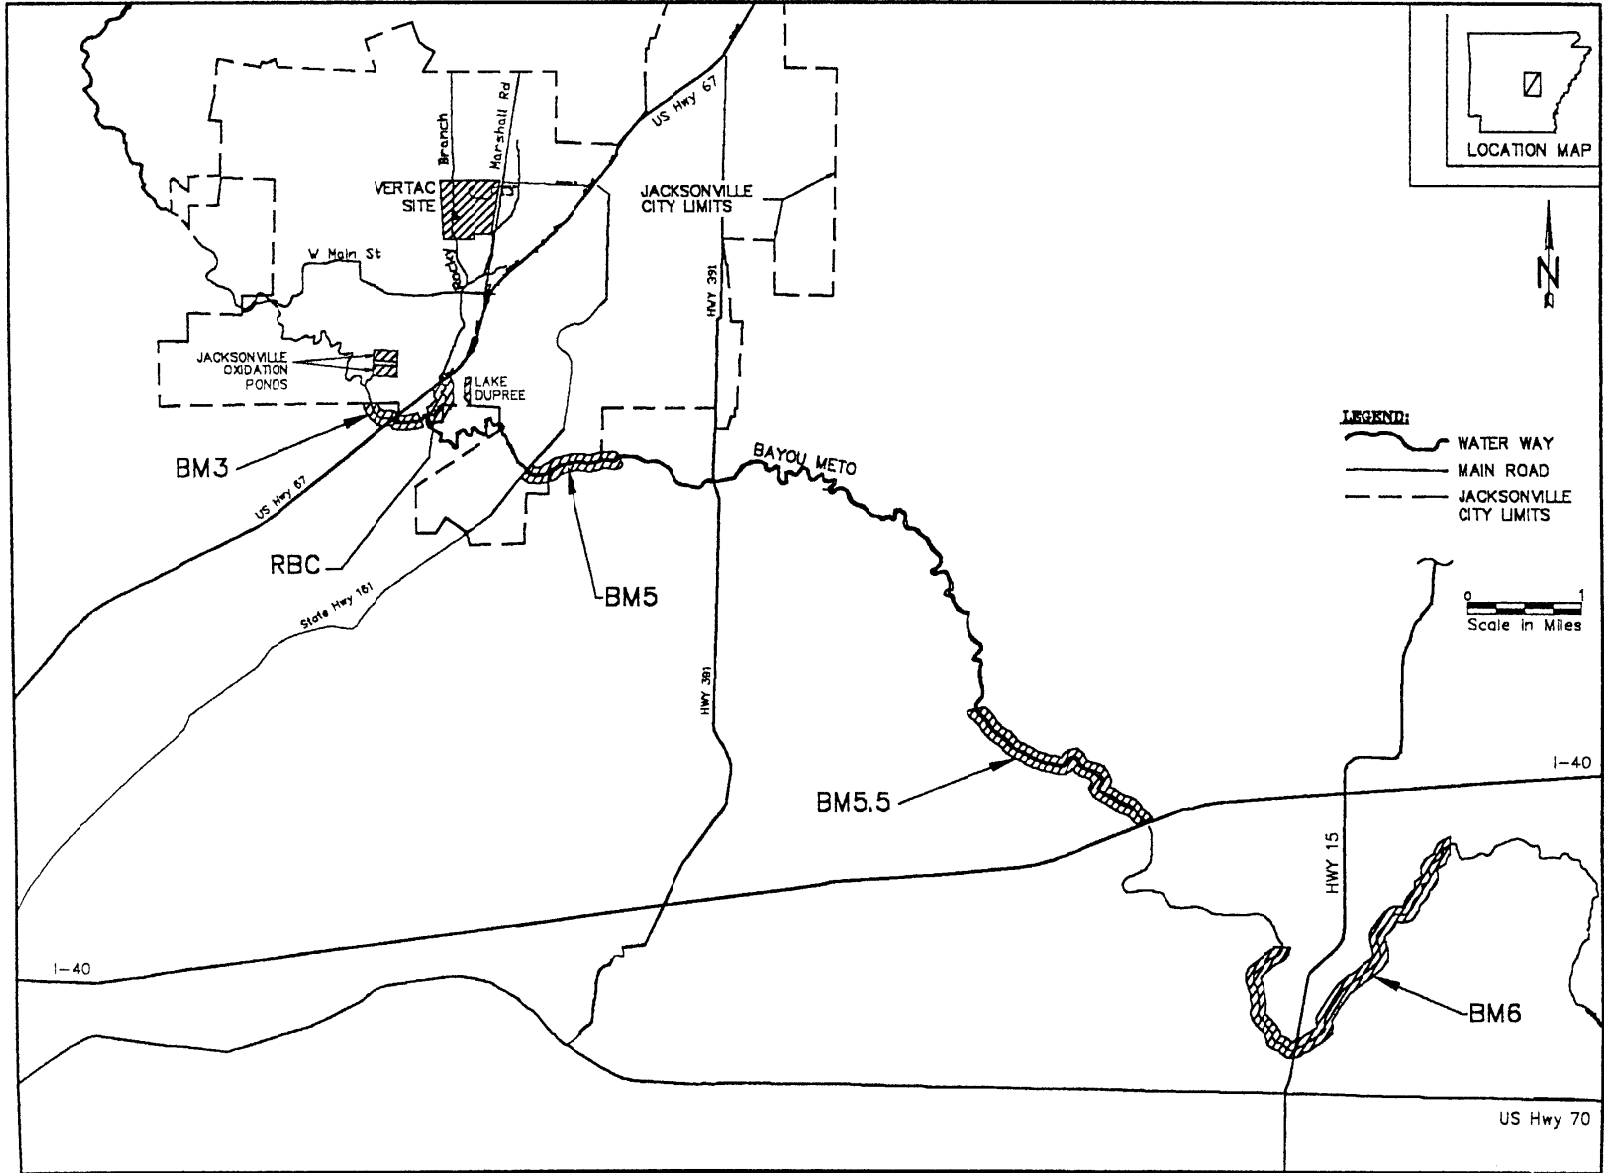 US Hwy 67
Branch
Marshall Rd
LOCATION MAP
VERTAC
SITE
JACKSONVILLE
CITY LIMITS
N
W Main St
Rocky
HWY 391
JACKSONVILLE
OXIDATION
PONDS
LAKE
DUPREE
LEGEND:
WATER WAY
MAIN ROAD
JACKSONVILLE
CITY LIMITS
BAYOU METO
BM3
US Hwy 67
RBC
BM5
State Hwy 161
0 1
Scale in Miles
HWY 391
I-40
BM5.5
HWY 15
I-40
BM6
US Hwy 70